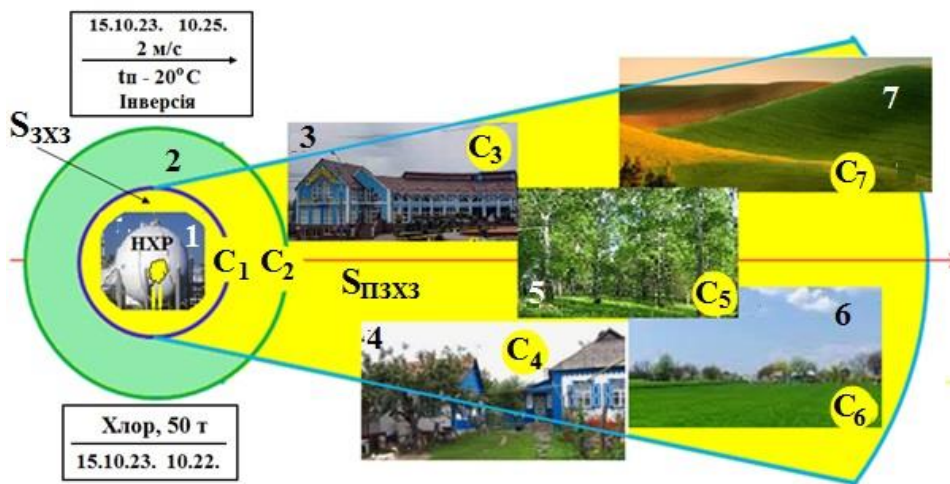 15.10.23. 10.25.
2 м/с
tп - 20°С
Інверсія
SЗХЗ
2
3
С3
7
С7
НХР
1
С1
С2
SПЗХЗ
5
С5
4
С4
6
С6
Хлор, 50 т
15.10.23. 10.22.